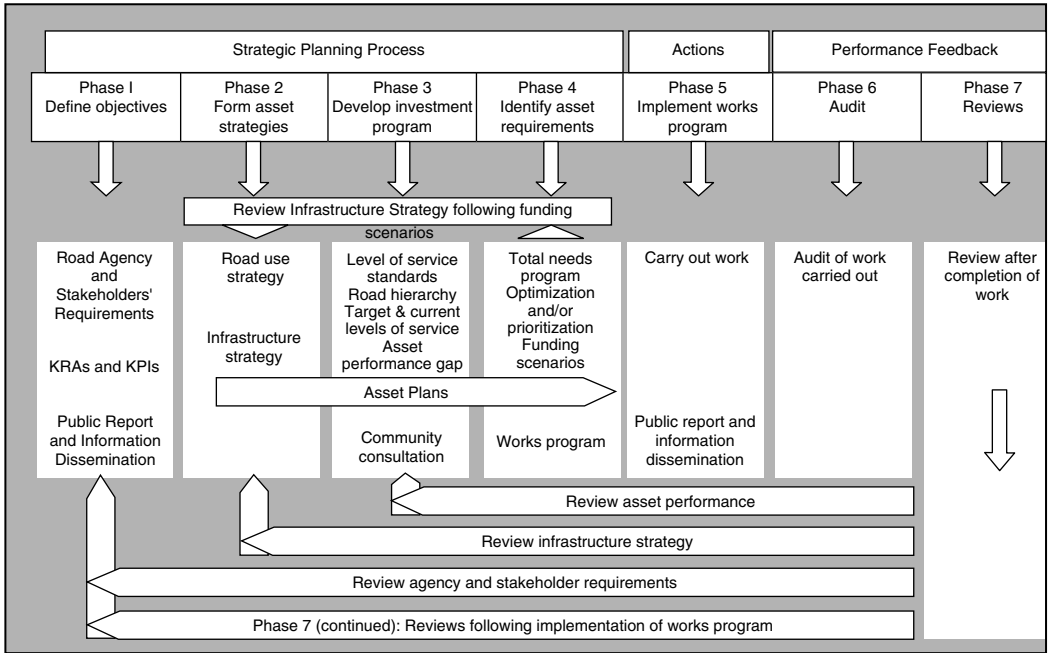 Strategic Planning Process
Actions
Performance Feedback
Phase I
Define objectives
Phase 2
Form asset
strategies
Phase 3
Develop investment
program
Phase 4
Identify asset
requirements
Phase 5
Implement works
program
Phase 6
Audit
Phase 7
Reviews
Review Infrastructure Strategy following funding
scenarios
Road Agency
and
Stakeholders'
Requirements
KRAs and KPIs
Public Report
and Information
Dissemination
Road use
strategy
Infrastructure
strategy
Level of service
standards
Road hierarchy
Target & current
levels of service
Asset
performance gap
Community
consultation
Total needs
program
Optimization
and/or
prioritization
Funding
scenarios
Works program
Asset Plans
Carry out work
Public report and
information
dissemination
Audit of work
carried out
Review after
completion of
work
Review asset performance
Review infrastructure strategy
Review agency and stakeholder requirements
Phase 7 (continued): Reviews following implementation of works program